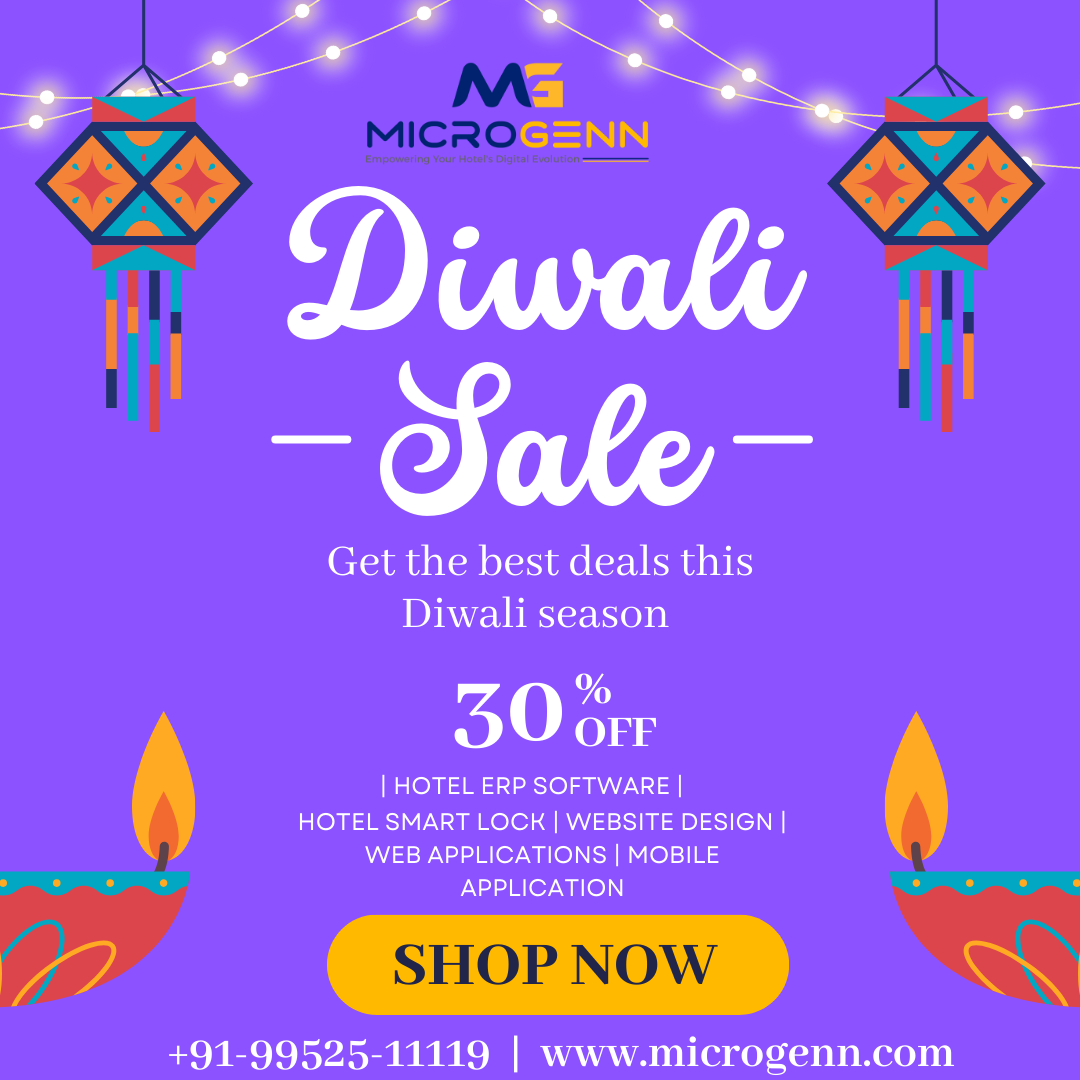 MG
MICROGENN
Empowering Your Hotel's Digital Evolution
Diwali
Sale
Get the best deals this
Diwali season
30 % OFF
| HOTEL ERP SOFTWARE |
HOTEL SMART LOCK | WEBSITE DESIGN |
WEB APPLICATIONS | MOBILE
APPLICATION
SHOP NOW
+91-99525-11119 | www.microgenn.com